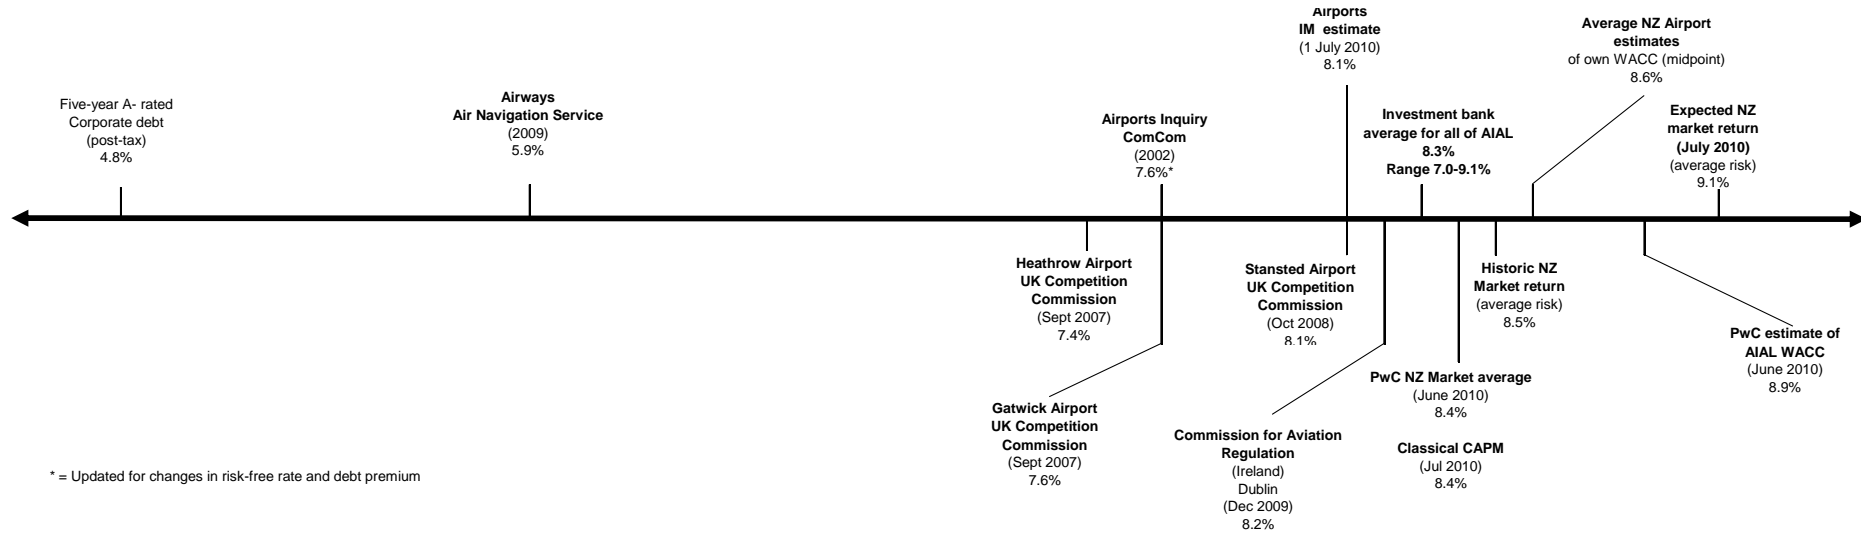 Five-year A- rated
Corporate debt
(post-tax)
4.8%
Airways
Air Navigation Service
(2009)
5.9%
Airports Inquiry
ComCom
(2002)
7.6%*
Airports
IM estimate
(1 July 2010)
8.1%
Investment bank
average for all of AIAL
8.3%
Range 7.0-9.1%
Average NZ Airport
estimates
of own WACC (midpoint)
8.6%
Expected NZ
market return
(July 2010)
(average risk)
9.1%
Heathrow Airport
UK Competition
Commission
(Sept 2007)
7.4%
Gatwick Airport
UK Competition
Commission
(Sept 2007)
7.6%
Stansted Airport
UK Competition
Commission
(Oct 2008)
8.1%
Commission for Aviation
Regulation
(Ireland)
Dublin
(Dec 2009)
8.2%
PwC NZ Market average
(June 2010)
8.4%
Classical CAPM
(Jul 2010)
8.4%
Historic NZ
Market return
(average risk)
8.5%
PwC estimate of
AIAL WACC
(June 2010)
8.9%
* = Updated for changes in risk-free rate and debt premium